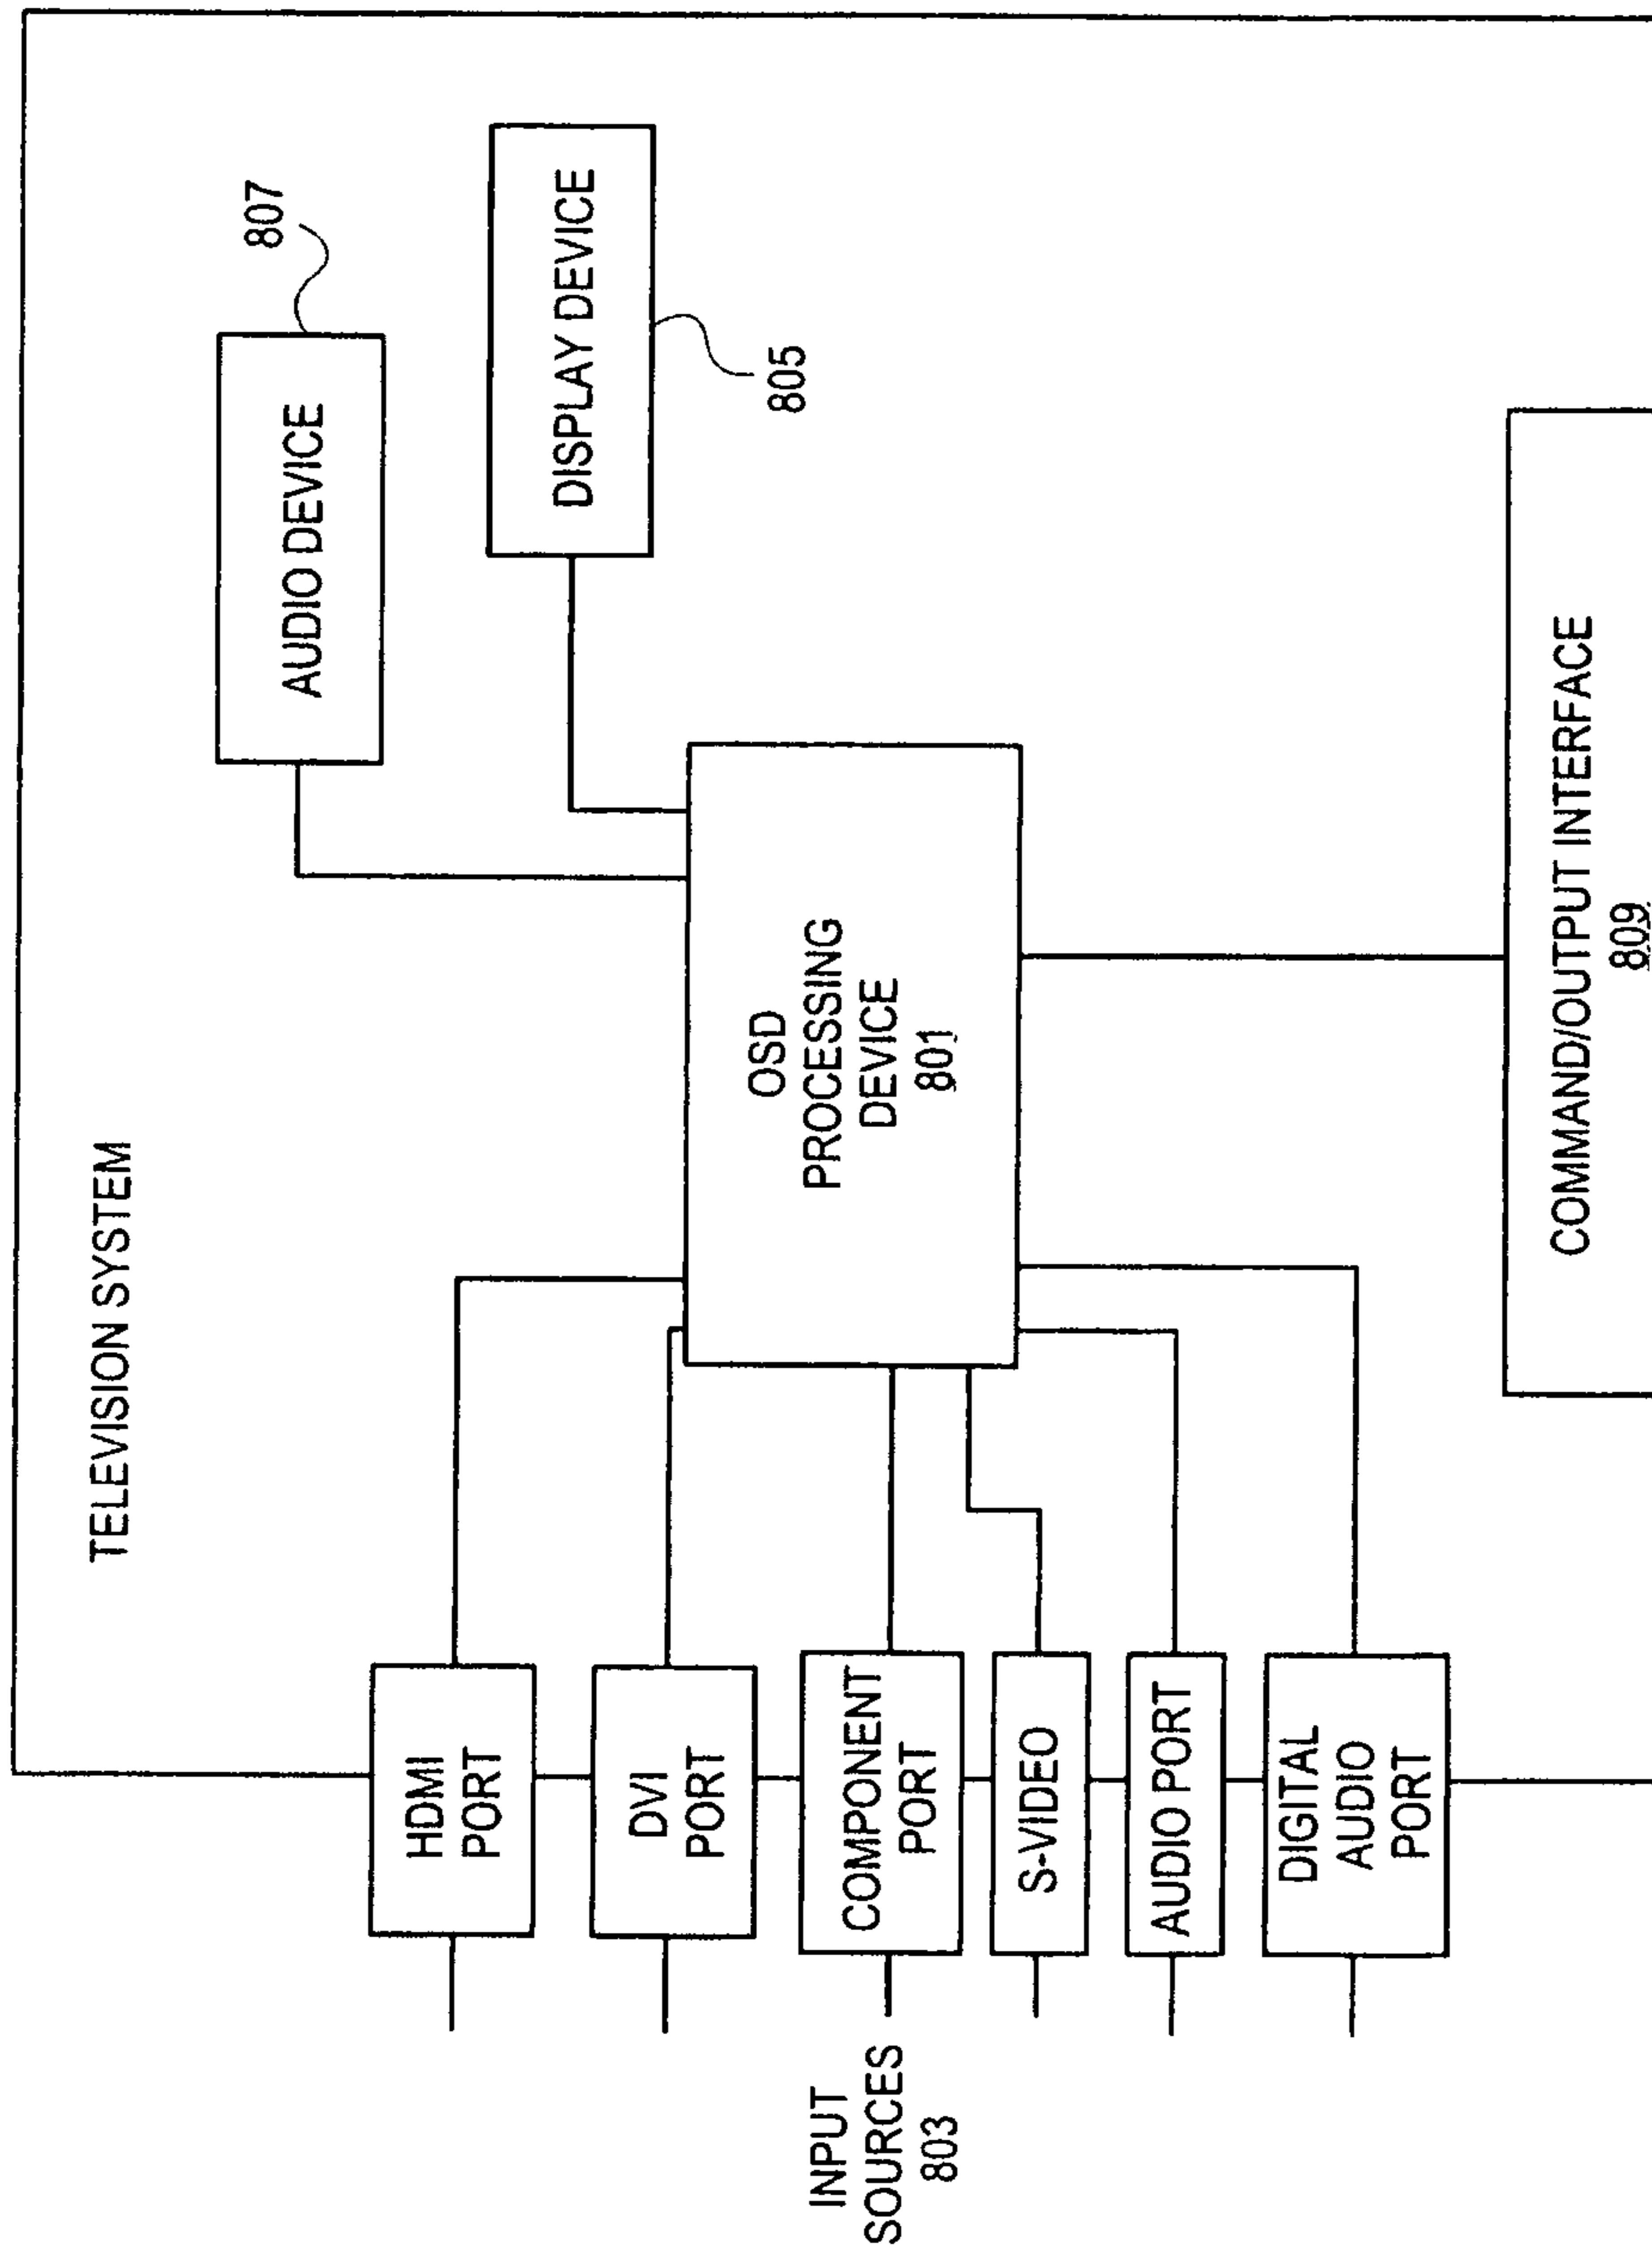 TELEVISION SYSTEM
HDMI
PORT
DVI
PORT
COMPONENT
PORT
S-VIDEO
AUDIO PORT
DIGITAL
AUDIO
PORT
INPUT
SOURCES
803
OSD
PROCESSING
DEVICE
801
AUDIO DEVICE
807
DISPLAY DEVICE
805
COMMAND/OUTPUT INTERFACE
809